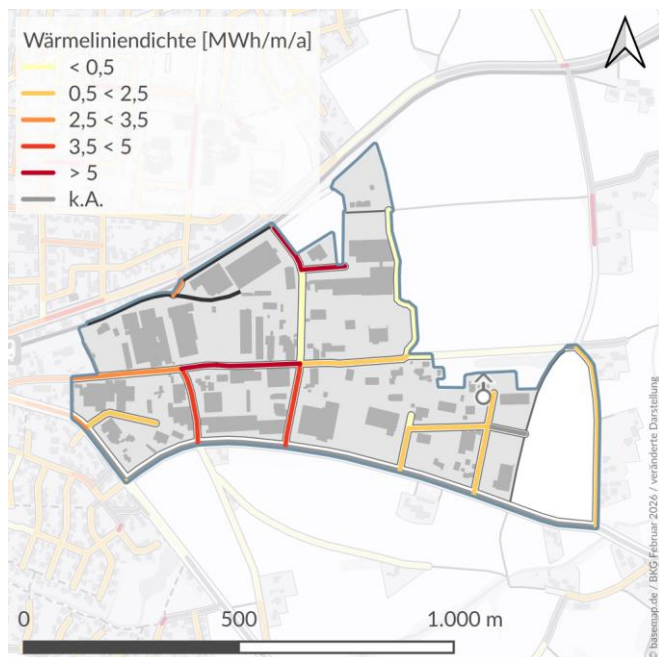 Wärmeliniendichte [MWh/m/a]
< 0,5
0,5 < 2,5
2,5 < 3,5
3,5 < 5
> 5
k.A.
0 500 1.000 m
© basemap.de / BKG Februar 2026 / veränderte Darstellung